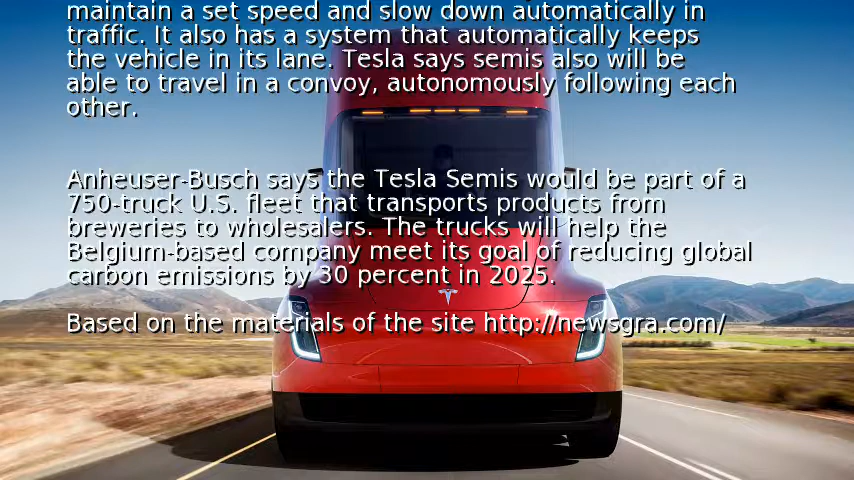 maintain a set speed and slow down automatically in
traffic. It also has a system that automatically keeps
the vehicle in its lane. Tesla says semis also will be
able to travel in a convoy, autonomously following each
other.
Anheuser-Busch says the Tesla Semis would be part of a
750-truck U.S. fleet that transports products from
breweries to wholesalers. The trucks will help the
Belgium-based company meet its goal of reducing global
carbon emissions by 30 percent in 2025.
Based on the materials of the site http://newsgra.com/